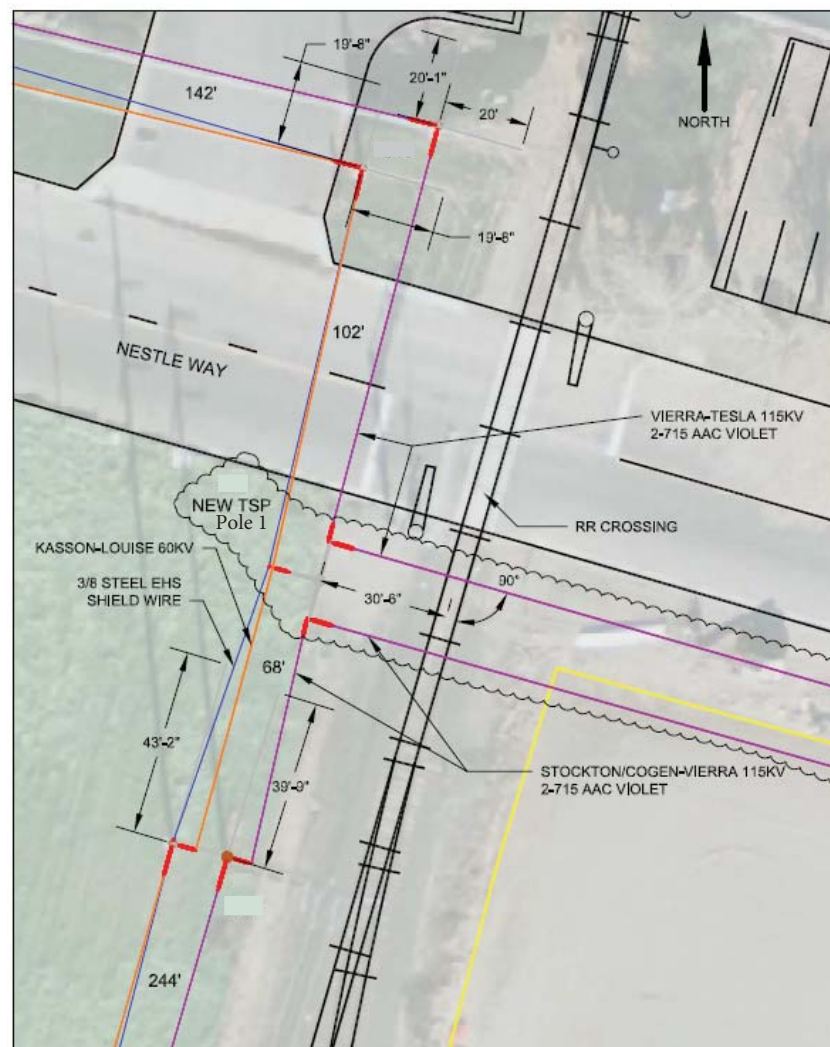 19'-8"
142'
20'-1"
20'
NORTH
19'-8"
102'
NESTLE WAY
VIERRA-TESLA 115KV
2-715 AAC VIOLET
NEW TSP
Pole 1
RR CROSSING
KASSON-LOUISE 60KV
3/8 STEEL EHS
SHIELD WIRE
90°
30'-6"
68'
43'-2"
39'-9"
STOCKTON/COGEN-VIERRA 115KV
2-715 AAC VIOLET
244'